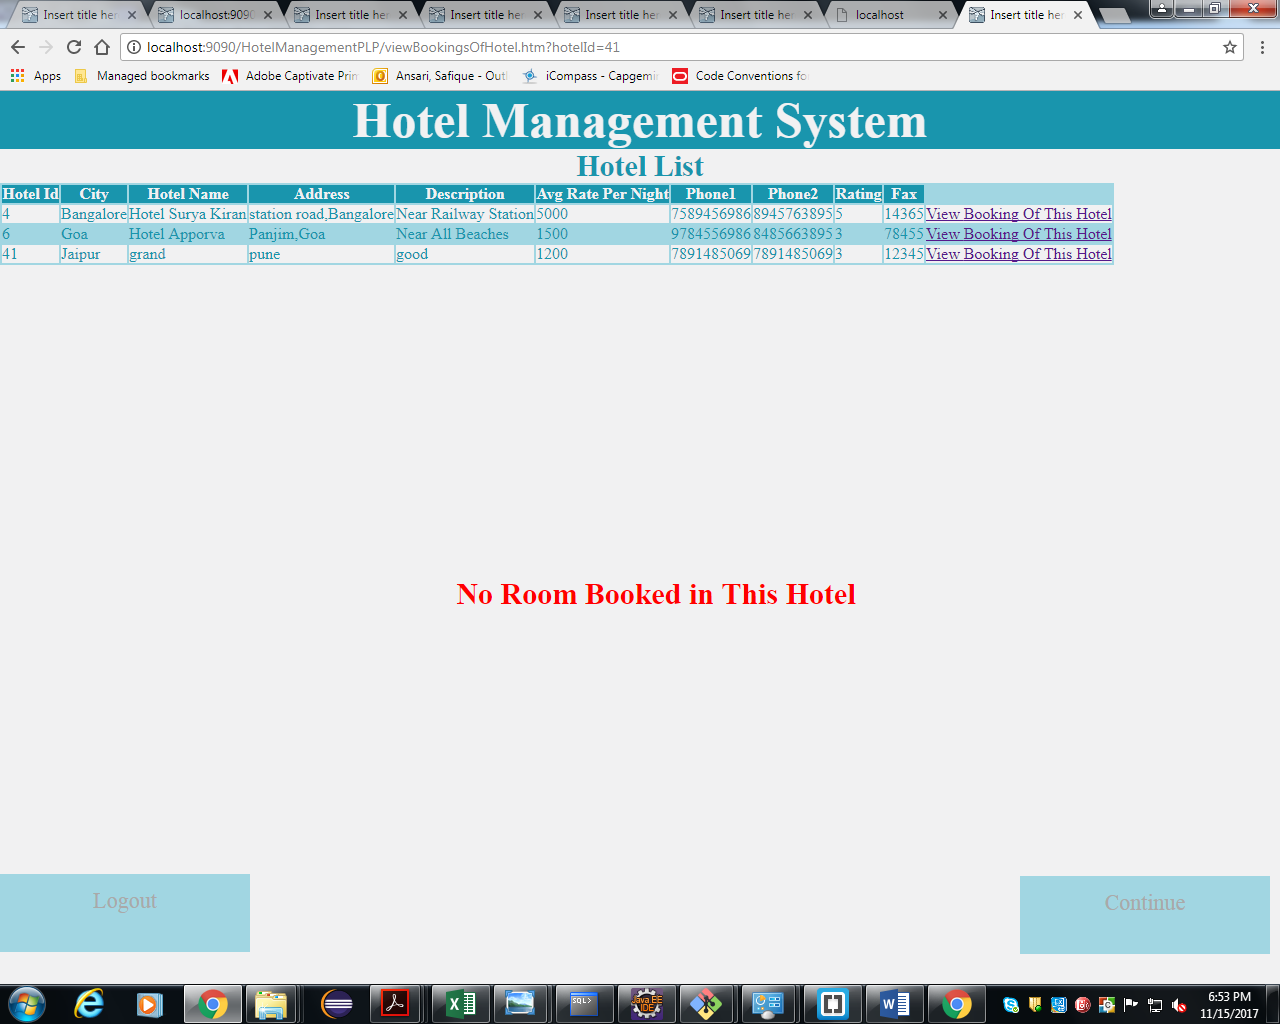 Insert title her localhost:9090 Insert title her Insert title her Insert title her Insert title her localhost Insert title her
localhost:9090/HotelManagementPLP/viewBookingsOfHotel.htm?hotelId=41
Apps Managed bookmarks Adobe Captivate Prim Ansari, Safique - Outl iCompass - Capgemi Code Conventions fo
Hotel Management System
Hotel List
Hotel Id City Hotel Name Address Description Avg Rate Per Night Phone1 Phone2 Rating Fax
4 Bangalore Hotel Surya Kiran station road,Bangalore Near Railway Station 5000 7589456986 8945763895 5 14365 View Booking Of This Hotel
6 Goa Hotel Apporva Panjim,Goa Near All Beaches 1500 9784556986 8485663895 3 78455 View Booking Of This Hotel
41 Jaipur grand pune good 1200 7891485069 7891485069 3 12345 View Booking Of This Hotel
No Room Booked in This Hotel
Logout
Continue
SQL>
Java EE
IDE
6:53 PM
11/15/2017